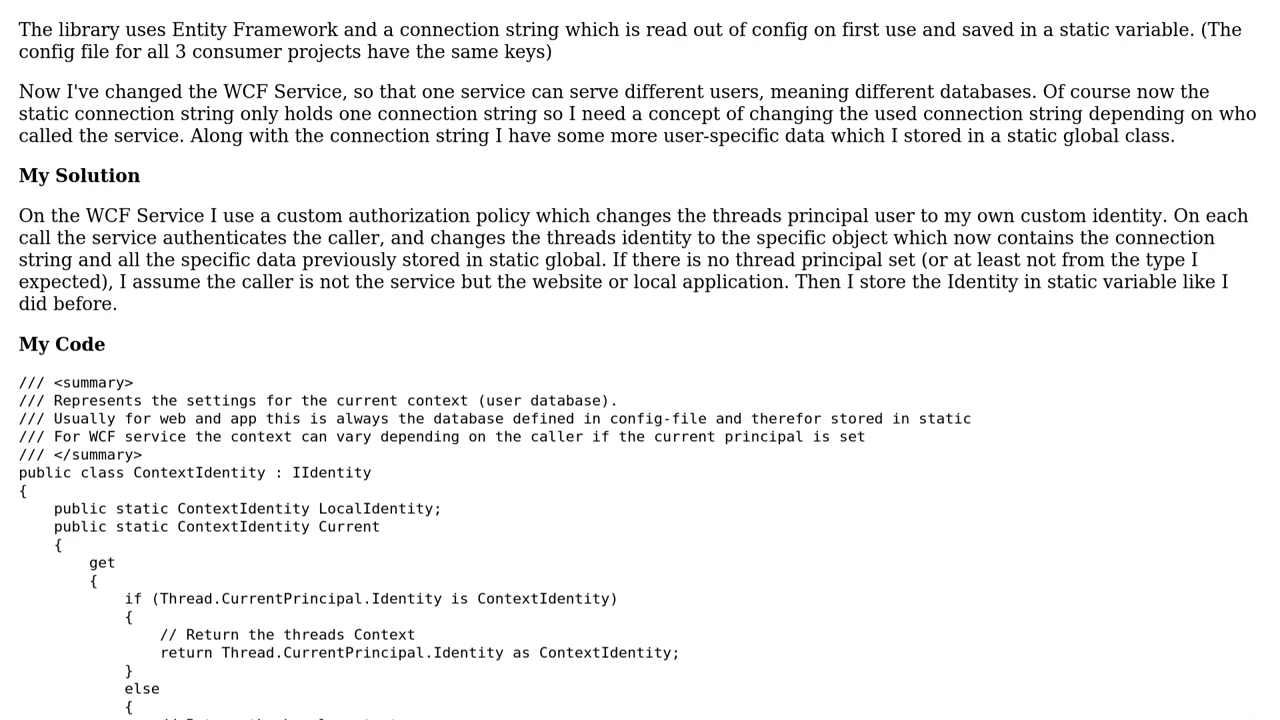 The library uses Entity Framework and a connection string which is read out of config on first use and saved in a static variable. (The
config file for all 3 consumer projects have the same keys)
Now I've changed the WCF Service, so that one service can serve different users, meaning different databases. Of course now the
static connection string only holds one connection string so I need a concept of changing the used connection string depending on who
called the service. Along with the connection string I have some more user-specific data which I stored in a static global class.
My Solution
On the WCF Service I use a custom authorization policy which changes the threads principal user to my own custom identity. On each
call the service authenticates the caller, and changes the threads identity to the specific object which now contains the connection
string and all the specific data previously stored in static global. If there is no thread principal set (or at least not from the type I
expected), I assume the caller is not the service but the website or local application. Then I store the Identity in static variable like I
did before.
My Code
/// <summary>
/// Represents the settings for the current context (user database).
/// Usually for web and app this is always the database defined in config-file and therefor stored in static
/// For WCF service the context can vary depending on the caller if the current principal is set
/// </summary>
public class ContextIdentity : IIdentity
{
    public static ContextIdentity LocalIdentity;
    public static ContextIdentity Current
    {
        get
        {
            if (Thread.CurrentPrincipal.Identity is ContextIdentity)
            {
                // Return the threads Context
                return Thread.CurrentPrincipal.Identity as ContextIdentity;
            }
            else
            {